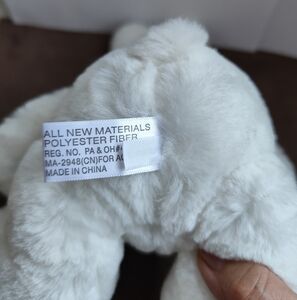 ALL NEW MATERIALS
POLYESTER FIBER
REG. NO. PA & OH#
MA-2948(CN)FOR
MADE IN CHINA